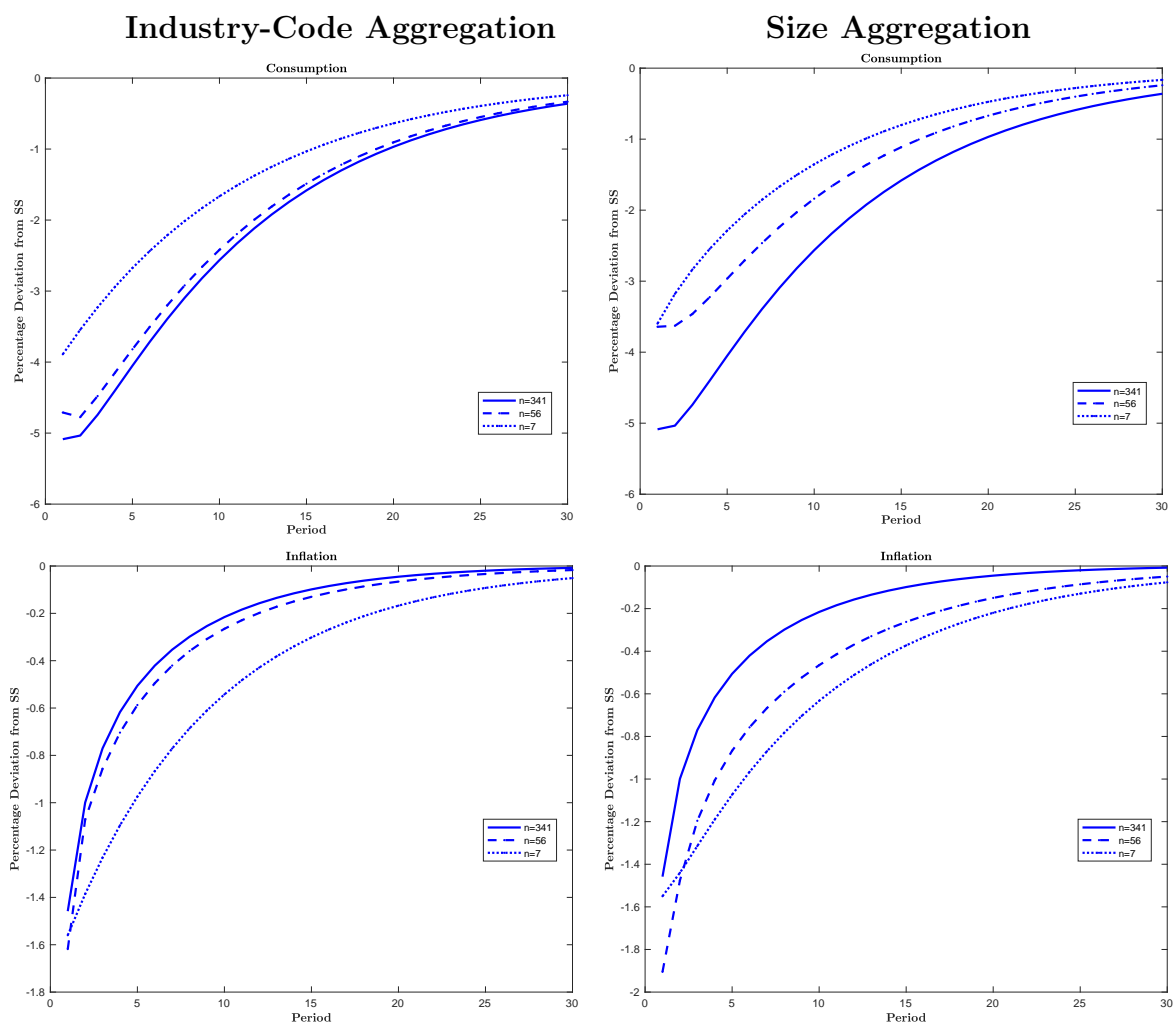 Industry-Code Aggregation
Size Aggregation
Consumption
0
-1
-2
-3
-4
-5
-6
Percentage Deviation from SS
0 5 10 15 20 25 30
Period
n=341
n=56
n=7
Consumption
0
-1
-2
-3
-4
-5
-6
Percentage Deviation from SS
0 5 10 15 20 25 30
Period
n=341
n=56
n=7
Inflation
0
-0.2
-0.4
-0.6
-0.8
-1
-1.2
-1.4
-1.6
-1.8
Percentage Deviation from SS
0 5 10 15 20 25 30
Period
n=341
n=56
n=7
Inflation
0
-0.2
-0.4
-0.6
-0.8
-1
-1.2
-1.4
-1.6
-1.8
-2
Percentage Deviation from SS
0 5 10 15 20 25 30
Period
n=341
n=56
n=7